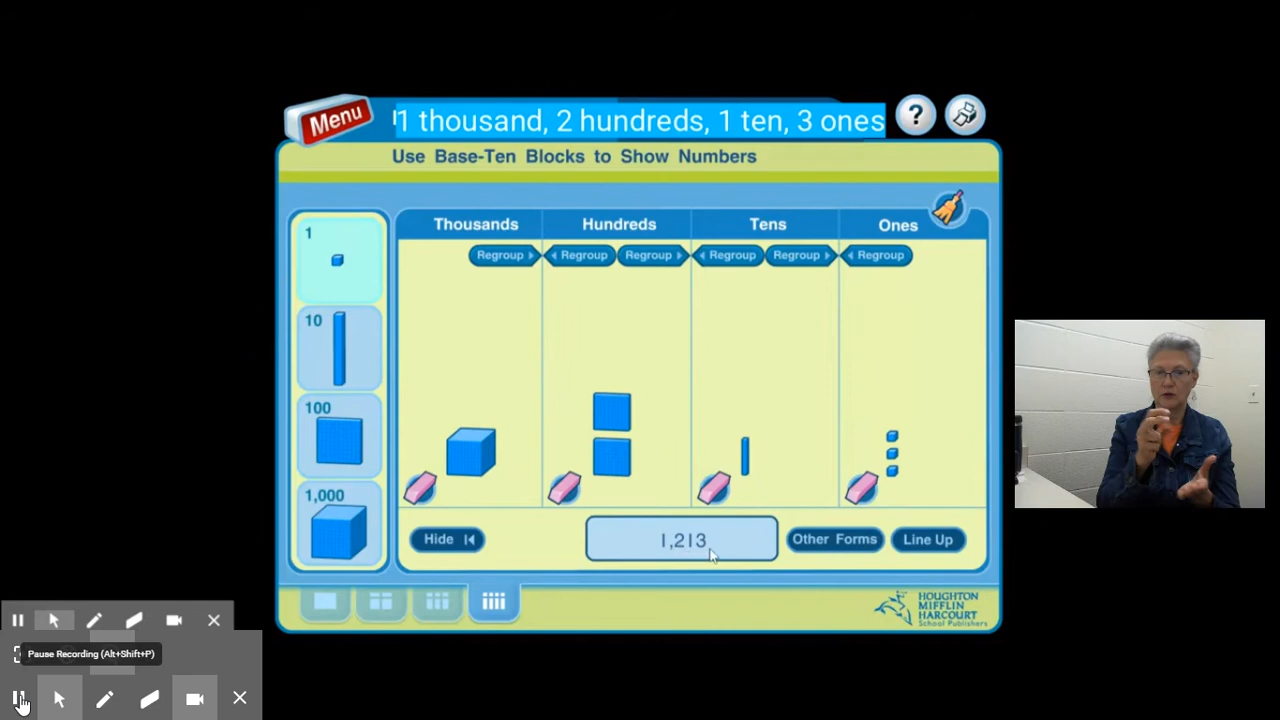 Menu
1 thousand, 2 hundreds, 1 ten, 3 ones
?
Use Base-Ten Blocks to Show Numbers
Thousands Hundreds Tens Ones
Regroup Regroup Regroup Regroup Regroup Regroup
1
10
100
1,000
Hide 1,213 Other Forms Line Up
HOUGHTON
MIFFLIN
HARCOURT
School Publishers
Pause Recording (Alt+Shift+P)